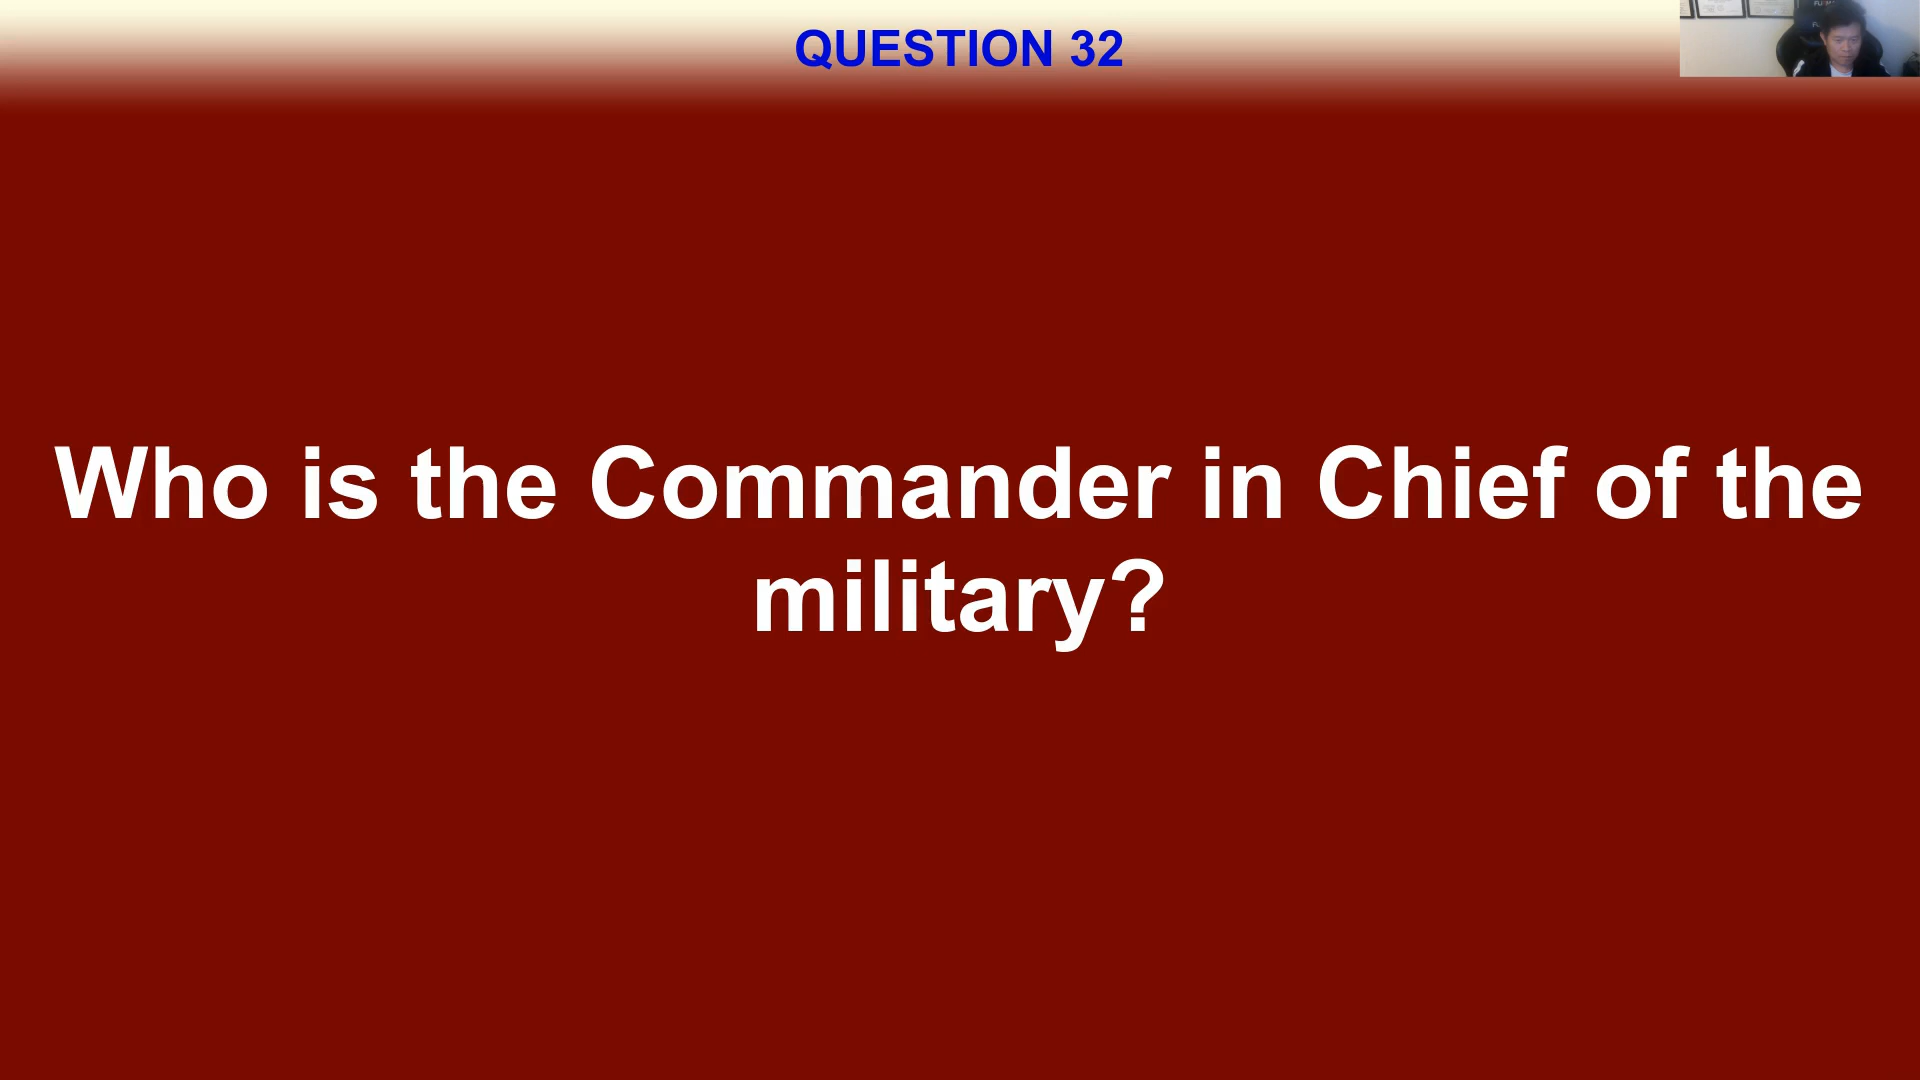 QUESTION 32
Who is the Commander in Chief of the
military?